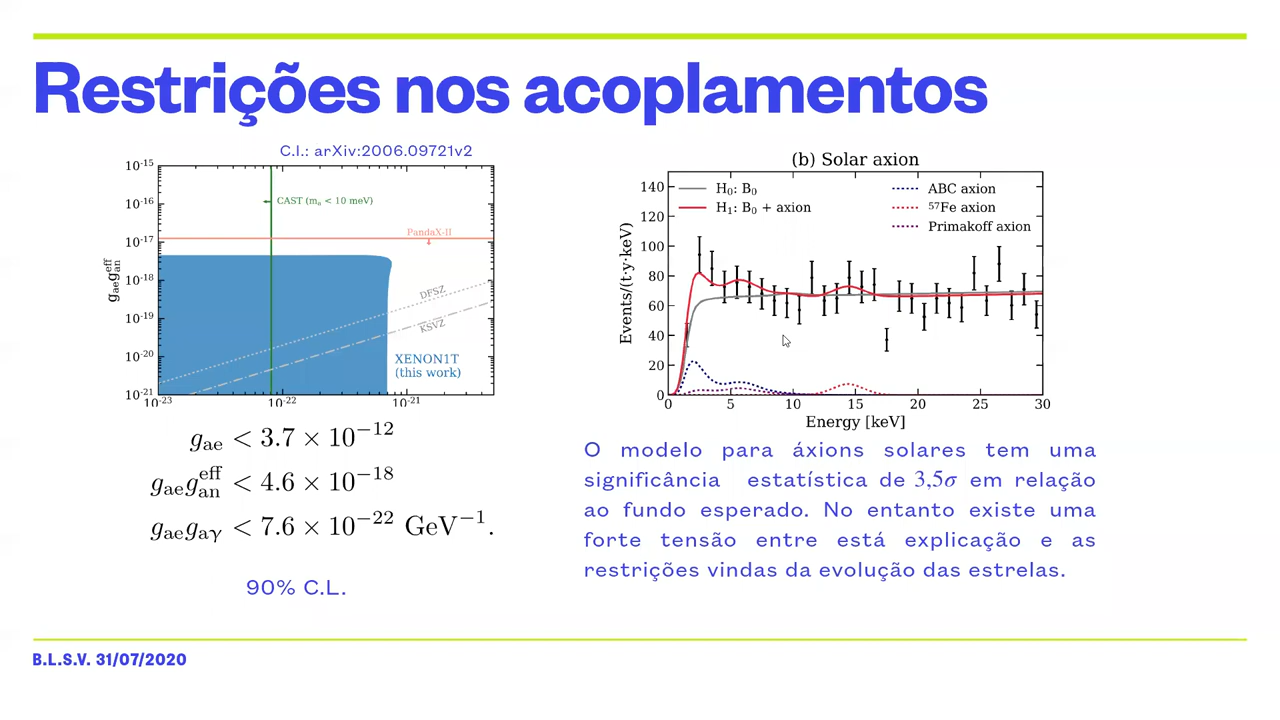 Restrições nos acoplamentos
C.I.: arXiv:2006.09721v2
10⁻¹⁵
10⁻¹⁶
10⁻¹⁷
10⁻¹⁸
10⁻¹⁹
10⁻²⁰
10⁻²¹
g_ae g_an^eff
CAST (mₐ < 10 meV)
PandaX-II
DFSZ
KSVZ
XENON1T
(this work)
10⁻²³ 10⁻²² 10⁻²¹
g_ae < 3.7 × 10⁻¹²
g_ae g_an^eff < 4.6 × 10⁻¹⁸
g_ae g_aγ < 7.6 × 10⁻²² GeV⁻¹.
90% C.L.
(b) Solar axion
H₀: B₀
H₁: B₀ + axion
ABC axion
⁵⁷Fe axion
Primakoff axion
Events/(t·y·keV)
140
120
100
80
60
40
20
0
0 5 10 15 20 25 30
Energy [keV]
O modelo para áxions solares tem uma
significância estatística de 3,5σ em relação
ao fundo esperado. No entanto existe uma
forte tensão entre está explicação e as
restrições vindas da evolução das estrelas.
B.L.S.V. 31/07/2020